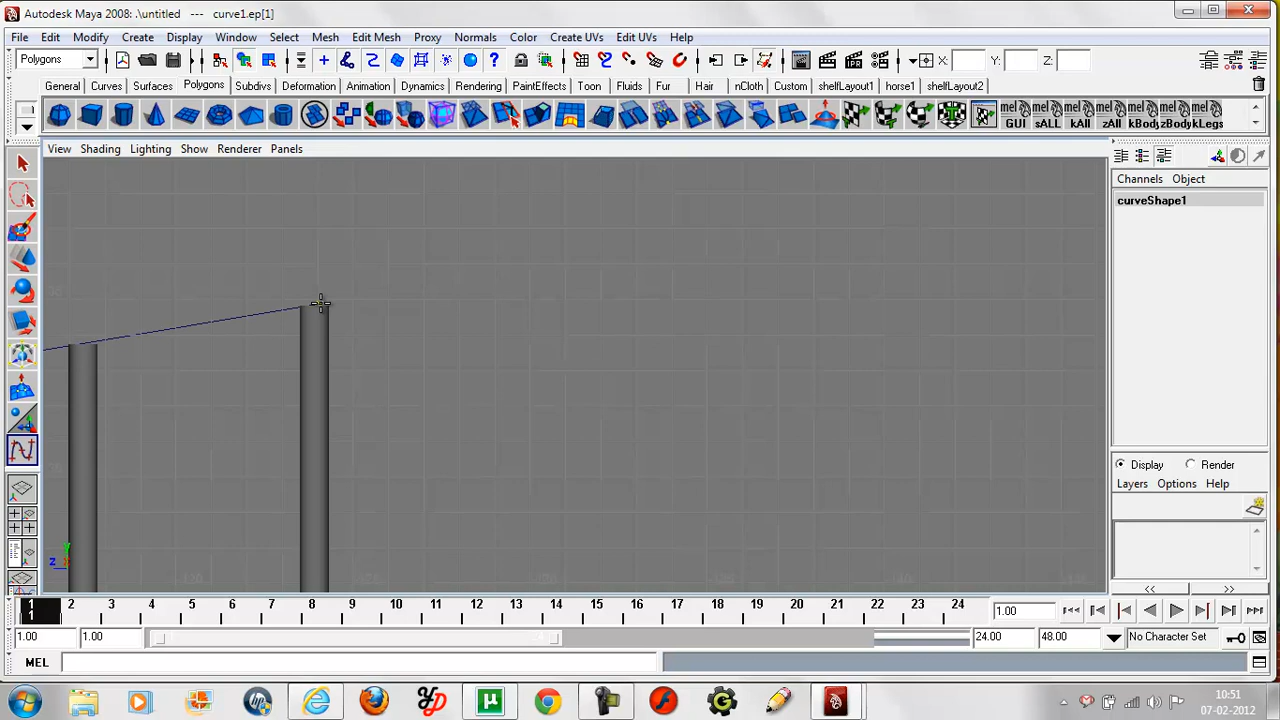 Autodesk Maya 2008: .\untitled --- curve1.ep[1]
File Edit Modify Create Display Window Select Mesh Edit Mesh Proxy Normals Color Create UVs Edit UVs Help
Polygons X: Y: Z:
General Curves Surfaces Polygons Subdivs Deformation Animation Dynamics Rendering PaintEffects Toon Fluids Fur Hair nCloth Custom shelfLayout1 horse1 shelfLayout2
mel mel mel mel mel mel mel
GUI sALL kAll zAll kBody zBody kLegs
View Shading Lighting Show Renderer Panels
Channels Object
curveShape1
Display Render
Layers Options Help
z y
<< >>
1 2 3 4 5 6 7 8 9 10 11 12 13 14 15 16 17 18 19 20 21 22 23 24 1.00
1
1.00 1.00 1 24.00 48.00 No Character Set
MEL
10:51
07-02-2012